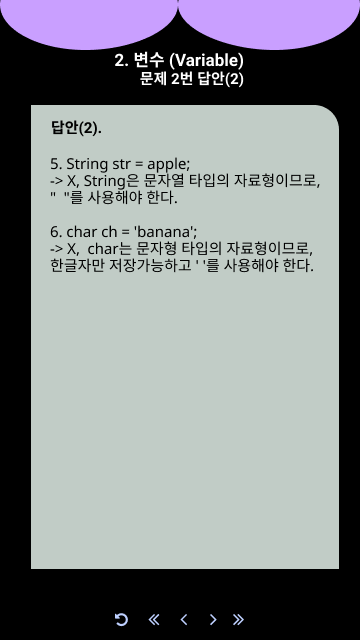 2. 변수 (Variable)
문제 2번 답안(2)
답안(2).
5. String str = apple;
-> X, String은 문자열 타입의 자료형이므로,
"  "를 사용해야 한다.
6. char ch = 'banana';
-> X,  char는 문자형 타입의 자료형이므로,
한글자만 저장가능하고 ' '를 사용해야 한다.